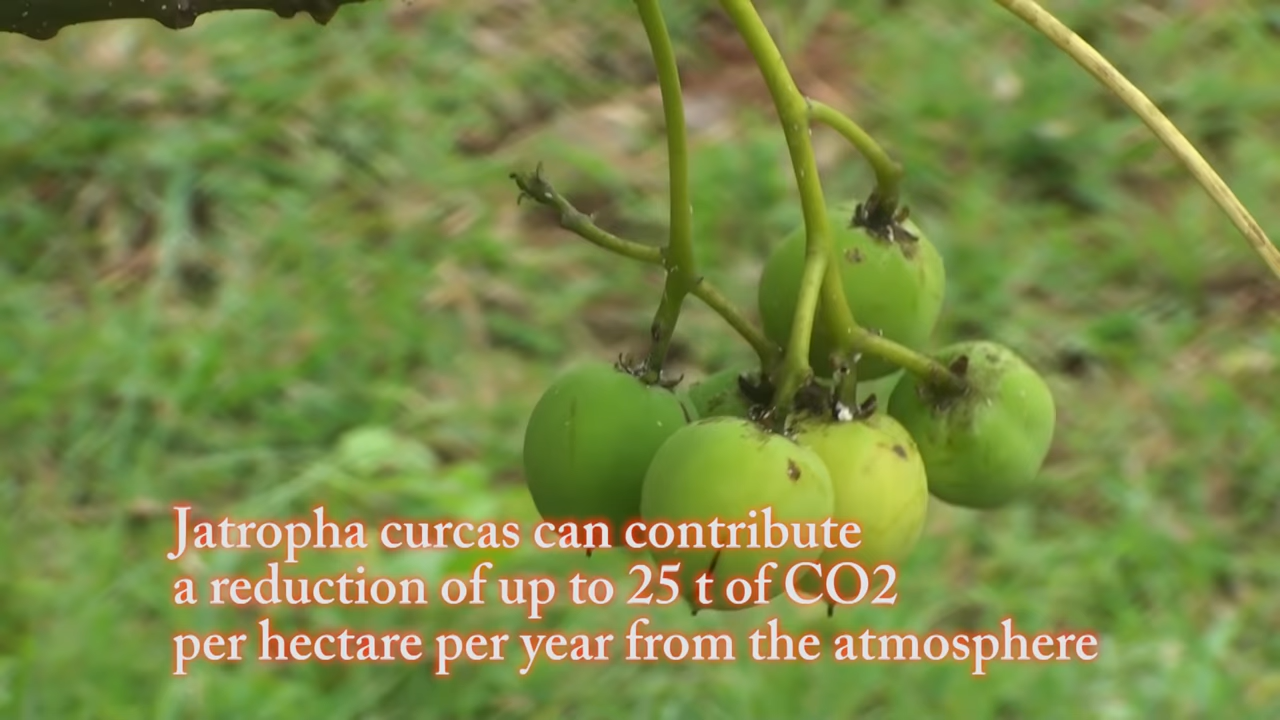 Jatropha curcas can contribute
a reduction of up to 25 t of CO2
per hectare per year from the atmosphere